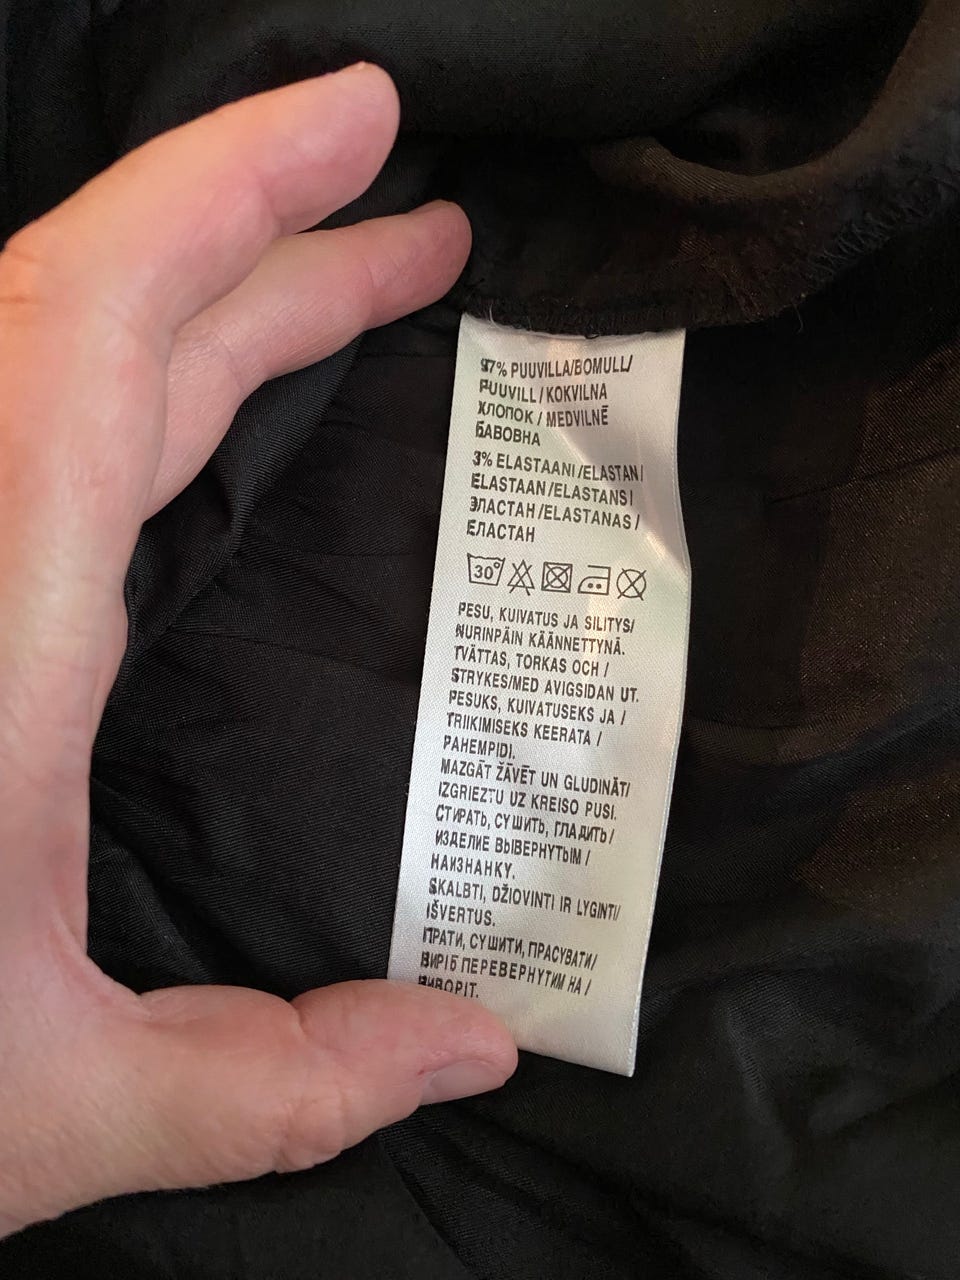 97% PUUVILLA/BOMULL/
PUUVILL/KOKVILNA
ХЛОПОК/MEDVILNĖ
БАВОВНА
3% ELASTAANI/ELASTAN/
ELASTAAN/ELASTANS/
ЭЛАСТАН/ELASTANAS/
ЕЛАСТАН
30°
PESU, KUIVATUS JA SILITYS/
NURINPÄIN KÄÄNNETTYNÄ.
TVÄTTAS, TORKAS OCH/
STRYKES/MED AVIGSIDAN UT.
PESUKS, KUIVATUSEKS JA/
TRIIKIMISEKS KEERATA/
PAHEMPIDI.
MAZGĀT ŽĀVĒT UN GLUDINĀT/
IZGRIEZTU UZ KREISO PUSI.
СТИРАТЬ, СУШИТЬ, ГЛАДИТЬ/
ИЗДЕЛИЕ ВЫВЕРНУТЫМ/
НАИЗНАНКУ.
SKALBTI, DŽIOVINTI IR LYGINTI/
IŠVERTUS.
ПРАТИ, СУШИТИ, ПРАСУВАТИ/
ВИРІБ ПЕРЕВЕРНУТИМ НА/
ВИВОРІТ.